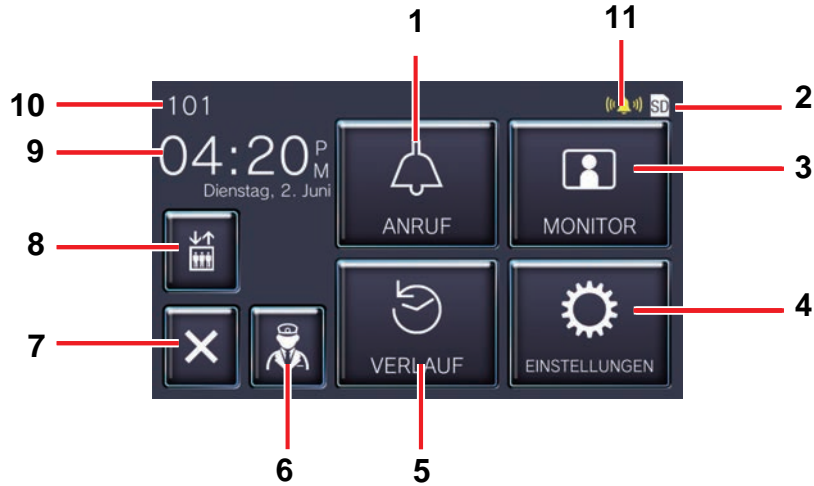 1
11
10
101
SD
2
9
04:20 PM
Dienstag, 2. Juni
3
ANRUF
MONITOR
8
4
7
VERLAUF
EINSTELLUNGEN
6
5